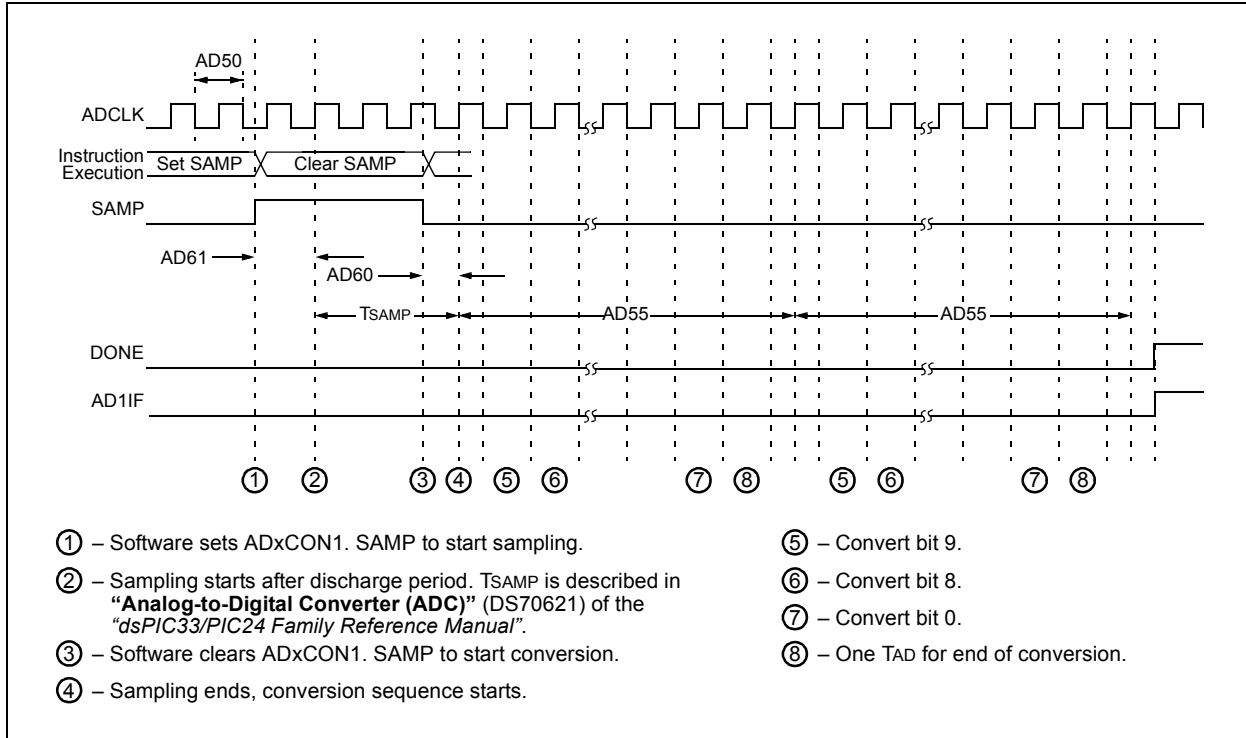 AD50
ADCLK
Instruction
Execution
Set SAMP
Clear SAMP
SAMP
AD61
AD60
TSAMP
AD55
AD55
DONE
AD1IF
1 2 3 4 5 6 7 8 5 6 7 8
1 – Software sets ADxCON1. SAMP to start sampling.
2 – Sampling starts after discharge period. TSAMP is described in
“Analog-to-Digital Converter (ADC)” (DS70621) of the
“dsPIC33/PIC24 Family Reference Manual”.
3 – Software clears ADxCON1. SAMP to start conversion.
4 – Sampling ends, conversion sequence starts.
5 – Convert bit 9.
6 – Convert bit 8.
7 – Convert bit 0.
8 – One TAD for end of conversion.